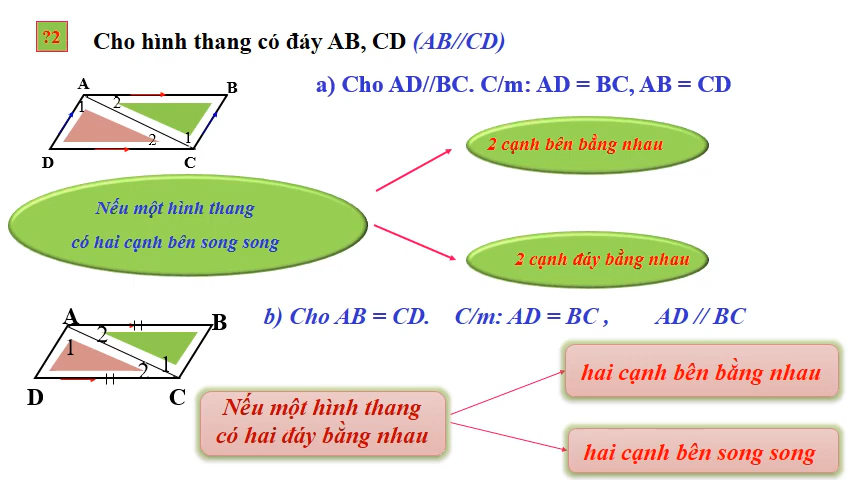 ?2
Cho hình thang có đáy AB, CD (AB//CD)
a) Cho AD//BC. C/m: AD = BC, AB = CD
A
B
1
2
2
1
D
C
2 cạnh bên bằng nhau
Nếu một hình thang
có hai cạnh bên song song
2 cạnh đáy bằng nhau
b) Cho AB = CD. C/m: AD = BC , AD // BC
A
B
2
1
1
2
D
C
hai cạnh bên bằng nhau
Nếu một hình thang
có hai đáy bằng nhau
hai cạnh bên song song